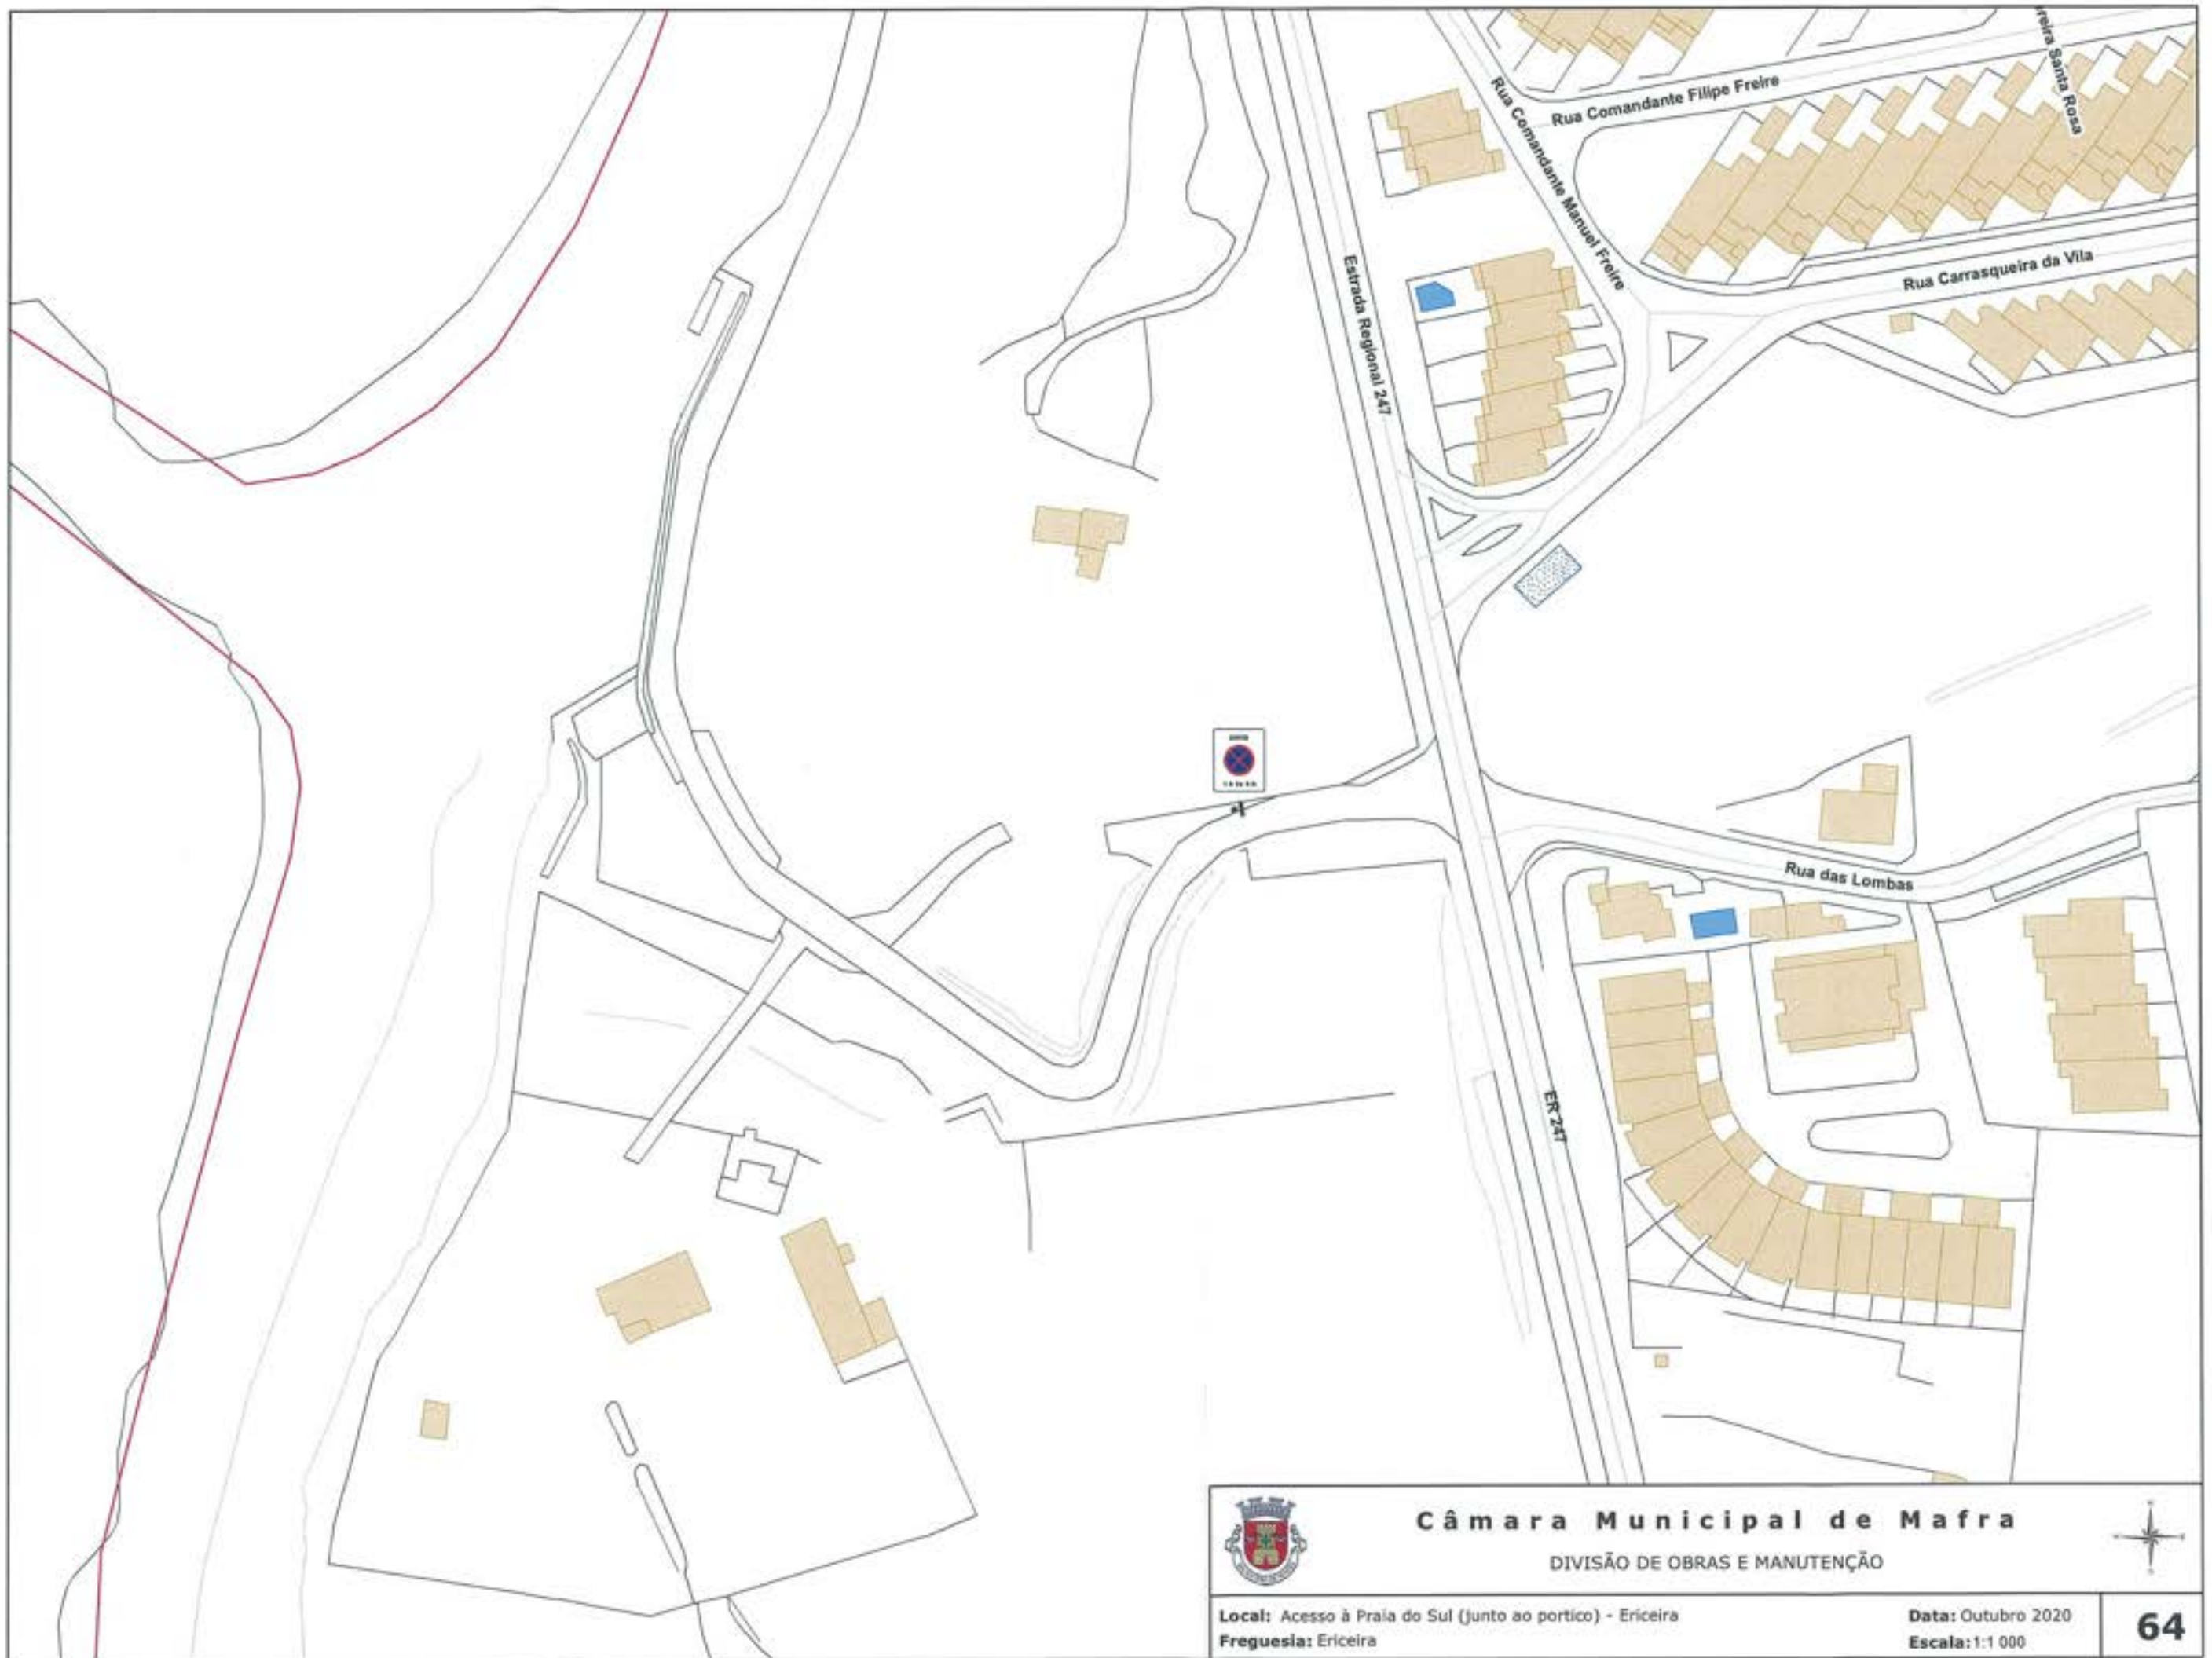 reira Santa Rosa
Rua Comandante Filipe Freire
Rua Comandante Manuel Freire
Rua Carrasqueira da Vila
Estrada Regional 247
Rua das Lombas
ER 247
Câmara Municipal de Mafra
DIVISÃO DE OBRAS E MANUTENÇÃO
Local: Acesso à Praia do Sul (junto ao portico) - Ericeira
Data: Outubro 2020
Freguesia: Ericeira
Escala:1:1 000
64